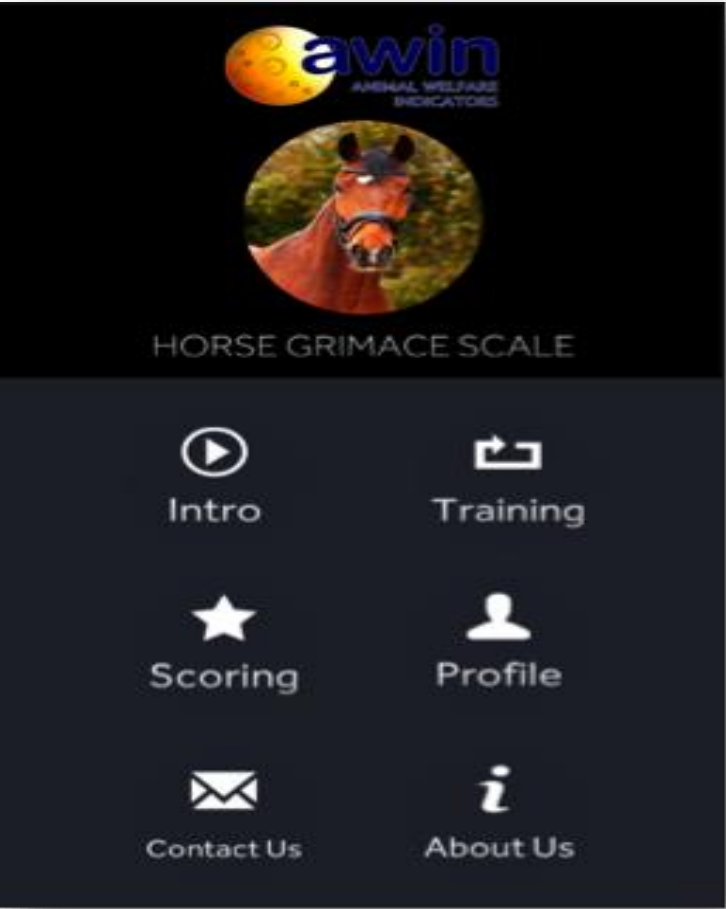 awin
ANIMAL WELFARE
INDICATORS
HORSE GRIMACE SCALE
Intro
Training
Scoring
Profile
Contact Us
About Us